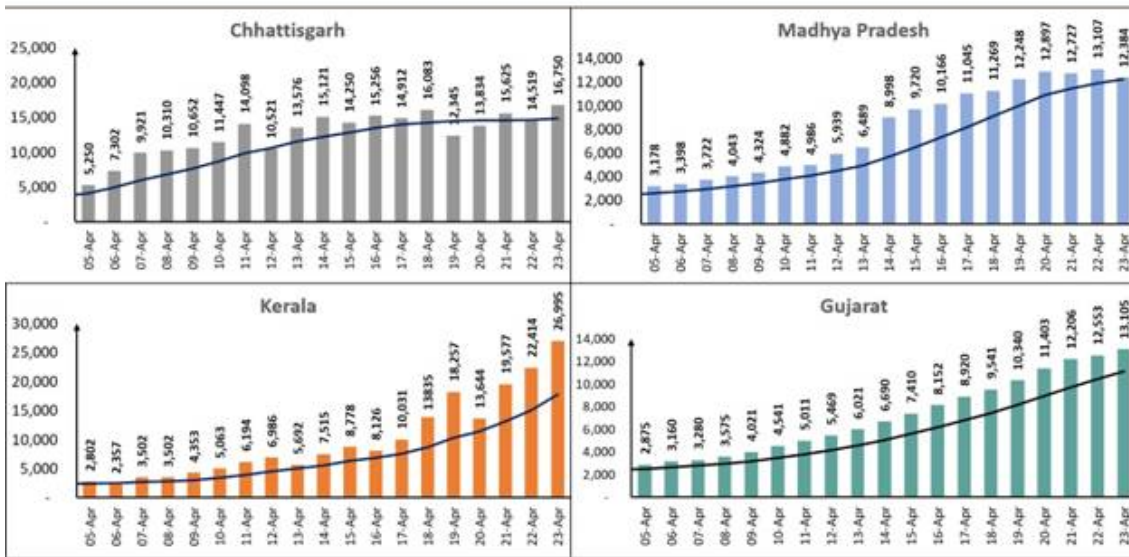 Chhattisgarh
25,000
20,000
15,000
10,000
5,000
-
5,250
7,302
9,921
8,310
10,652
11,447
14,098
10,521
13,576
15,121
14,250
15,256
14,912
16,083
12,345
13,834
15,625
14,519
16,750
05-Apr
06-Apr
07-Apr
08-Apr
09-Apr
10-Apr
11-Apr
12-Apr
13-Apr
14-Apr
15-Apr
16-Apr
17-Apr
18-Apr
19-Apr
20-Apr
21-Apr
22-Apr
23-Apr
Madhya Pradesh
14,000
12,000
10,000
8,000
6,000
4,000
2,000
-
3,178
3,398
3,722
4,043
4,324
4,882
4,986
5,939
6,489
8,998
9,720
10,166
11,045
11,269
12,248
12,897
12,727
13,107
12,384
05-Apr
06-Apr
07-Apr
08-Apr
09-Apr
10-Apr
11-Apr
12-Apr
13-Apr
14-Apr
15-Apr
16-Apr
17-Apr
18-Apr
19-Apr
20-Apr
21-Apr
22-Apr
23-Apr
Kerala
30,000
25,000
20,000
15,000
10,000
5,000
-
2,802
2,357
3,502
3,502
4,353
5,063
6,194
6,986
5,692
7,515
8,778
8,126
10,031
13835
18,257
13,644
19,577
22,414
26,995
05-Apr
06-Apr
07-Apr
08-Apr
09-Apr
10-Apr
11-Apr
12-Apr
13-Apr
14-Apr
15-Apr
16-Apr
17-Apr
18-Apr
19-Apr
20-Apr
21-Apr
22-Apr
23-Apr
Gujarat
14,000
12,000
10,000
8,000
6,000
4,000
2,000
-
2,875
3,160
3,280
3,575
4,021
4,541
5,011
5,469
6,021
6,690
7,410
8,152
8,920
9,541
10,340
11,403
12,206
12,553
13,105
05-Apr
06-Apr
07-Apr
08-Apr
09-Apr
10-Apr
11-Apr
12-Apr
13-Apr
14-Apr
15-Apr
16-Apr
17-Apr
18-Apr
19-Apr
20-Apr
21-Apr
22-Apr
23-Apr